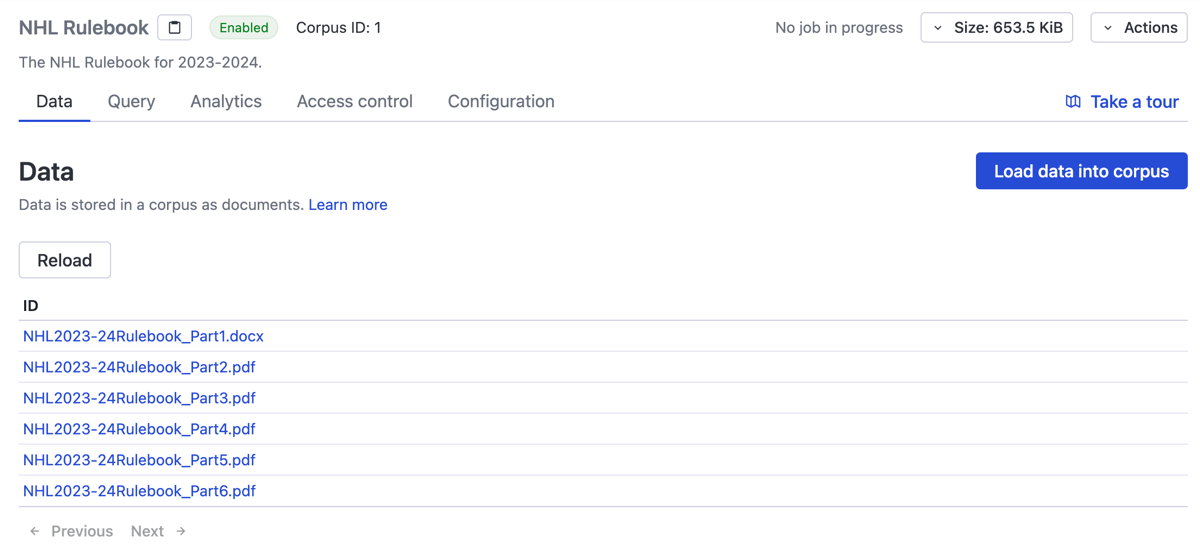 NHL Rulebook Enabled Corpus ID: 1 No job in progress Size: 653.5 KiB Actions
The NHL Rulebook for 2023-2024.
Data Query Analytics Access control Configuration Take a tour
Data Load data into corpus
Data is stored in a corpus as documents. Learn more
Reload
ID
NHL2023-24Rulebook_Part1.docx
NHL2023-24Rulebook_Part2.pdf
NHL2023-24Rulebook_Part3.pdf
NHL2023-24Rulebook_Part4.pdf
NHL2023-24Rulebook_Part5.pdf
NHL2023-24Rulebook_Part6.pdf
← Previous Next →